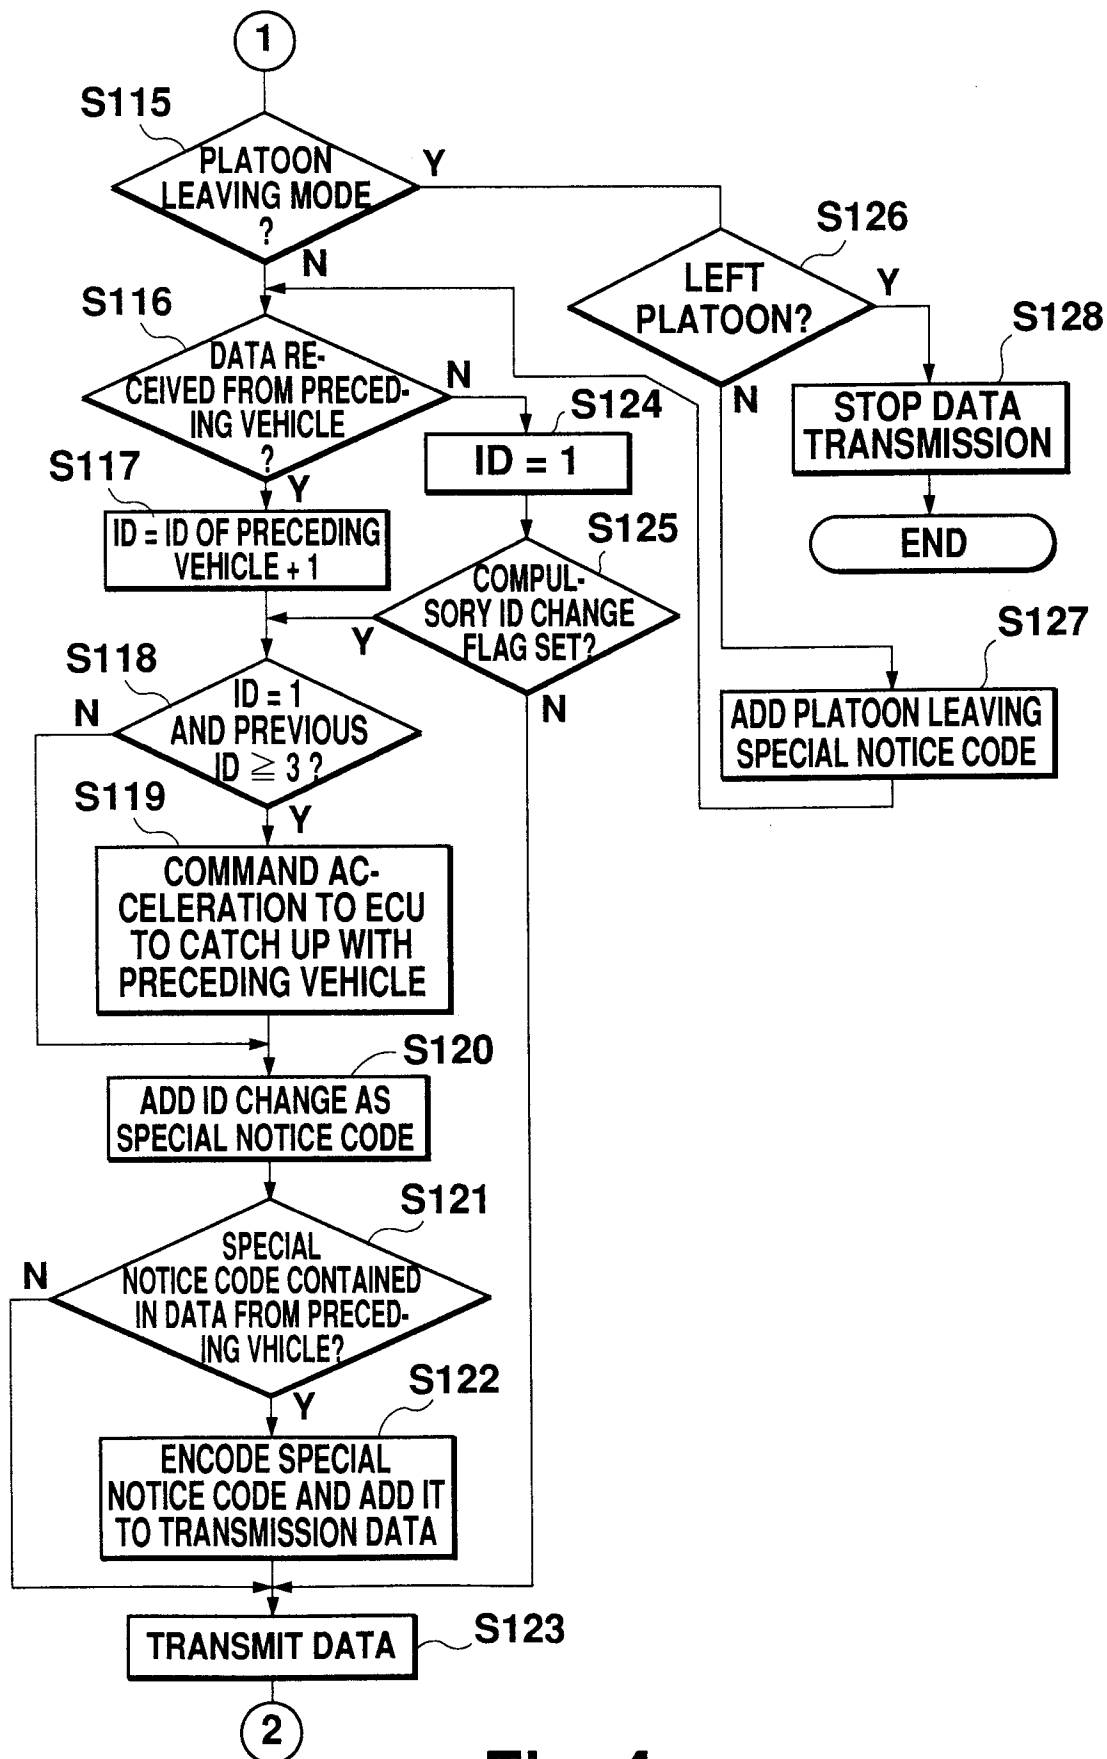 1
S115
PLATOON
LEAVING MODE
?
Y
N
S126
LEFT
PLATOON?
Y
N
S128
STOP DATA
TRANSMISSION
END
S116
DATA RE-
CEIVED FROM PRECED-
ING VEHICLE
?
N
Y
S124
ID = 1
S117
ID = ID OF PRECEDING
VEHICLE + 1
S125
COMPUL-
SORY ID CHANGE
FLAG SET?
Y
N
S127
ADD PLATOON LEAVING
SPECIAL NOTICE CODE
S118
ID = 1
AND PREVIOUS
ID ≧ 3 ?
N
Y
S119
COMMAND AC-
CELERATION TO ECU
TO CATCH UP WITH
PRECEDING VEHICLE
S120
ADD ID CHANGE AS
SPECIAL NOTICE CODE
S121
SPECIAL
NOTICE CODE CONTAINED
IN DATA FROM PRECED-
ING VHICLE?
N
Y
S122
ENCODE SPECIAL
NOTICE CODE AND ADD IT
TO TRANSMISSION DATA
S123
TRANSMIT DATA
2